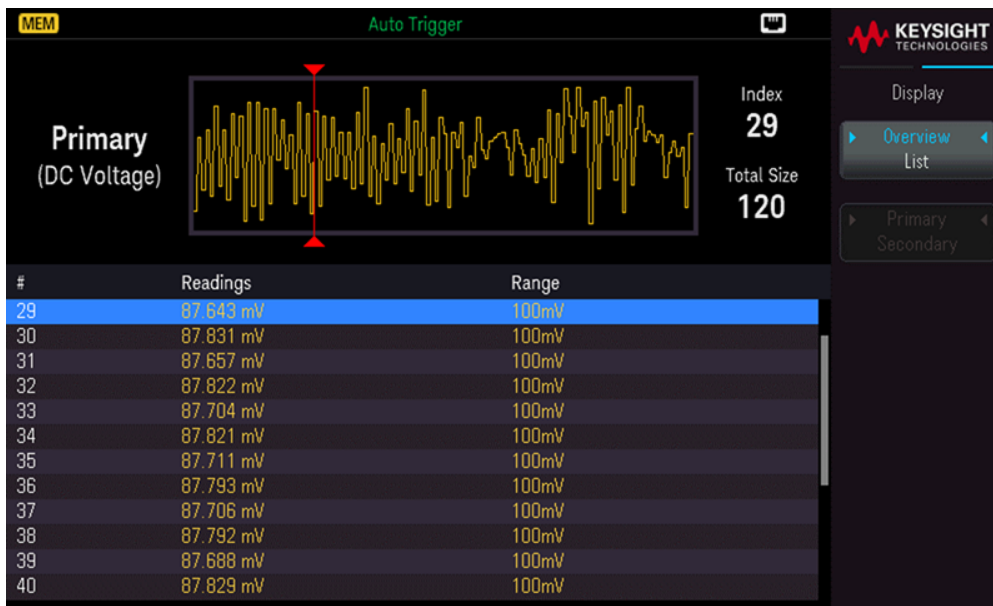 MEM Auto Trigger
KEYSIGHT
TECHNOLOGIES
Display
Overview
List
Primary
Secondary
Primary
(DC Voltage)
Index
29
Total Size
120
# Readings Range
29 87.643 mV 100mV
30 87.831 mV 100mV
31 87.657 mV 100mV
32 87.822 mV 100mV
33 87.704 mV 100mV
34 87.821 mV 100mV
35 87.711 mV 100mV
36 87.793 mV 100mV
37 87.706 mV 100mV
38 87.792 mV 100mV
39 87.688 mV 100mV
40 87.829 mV 100mV